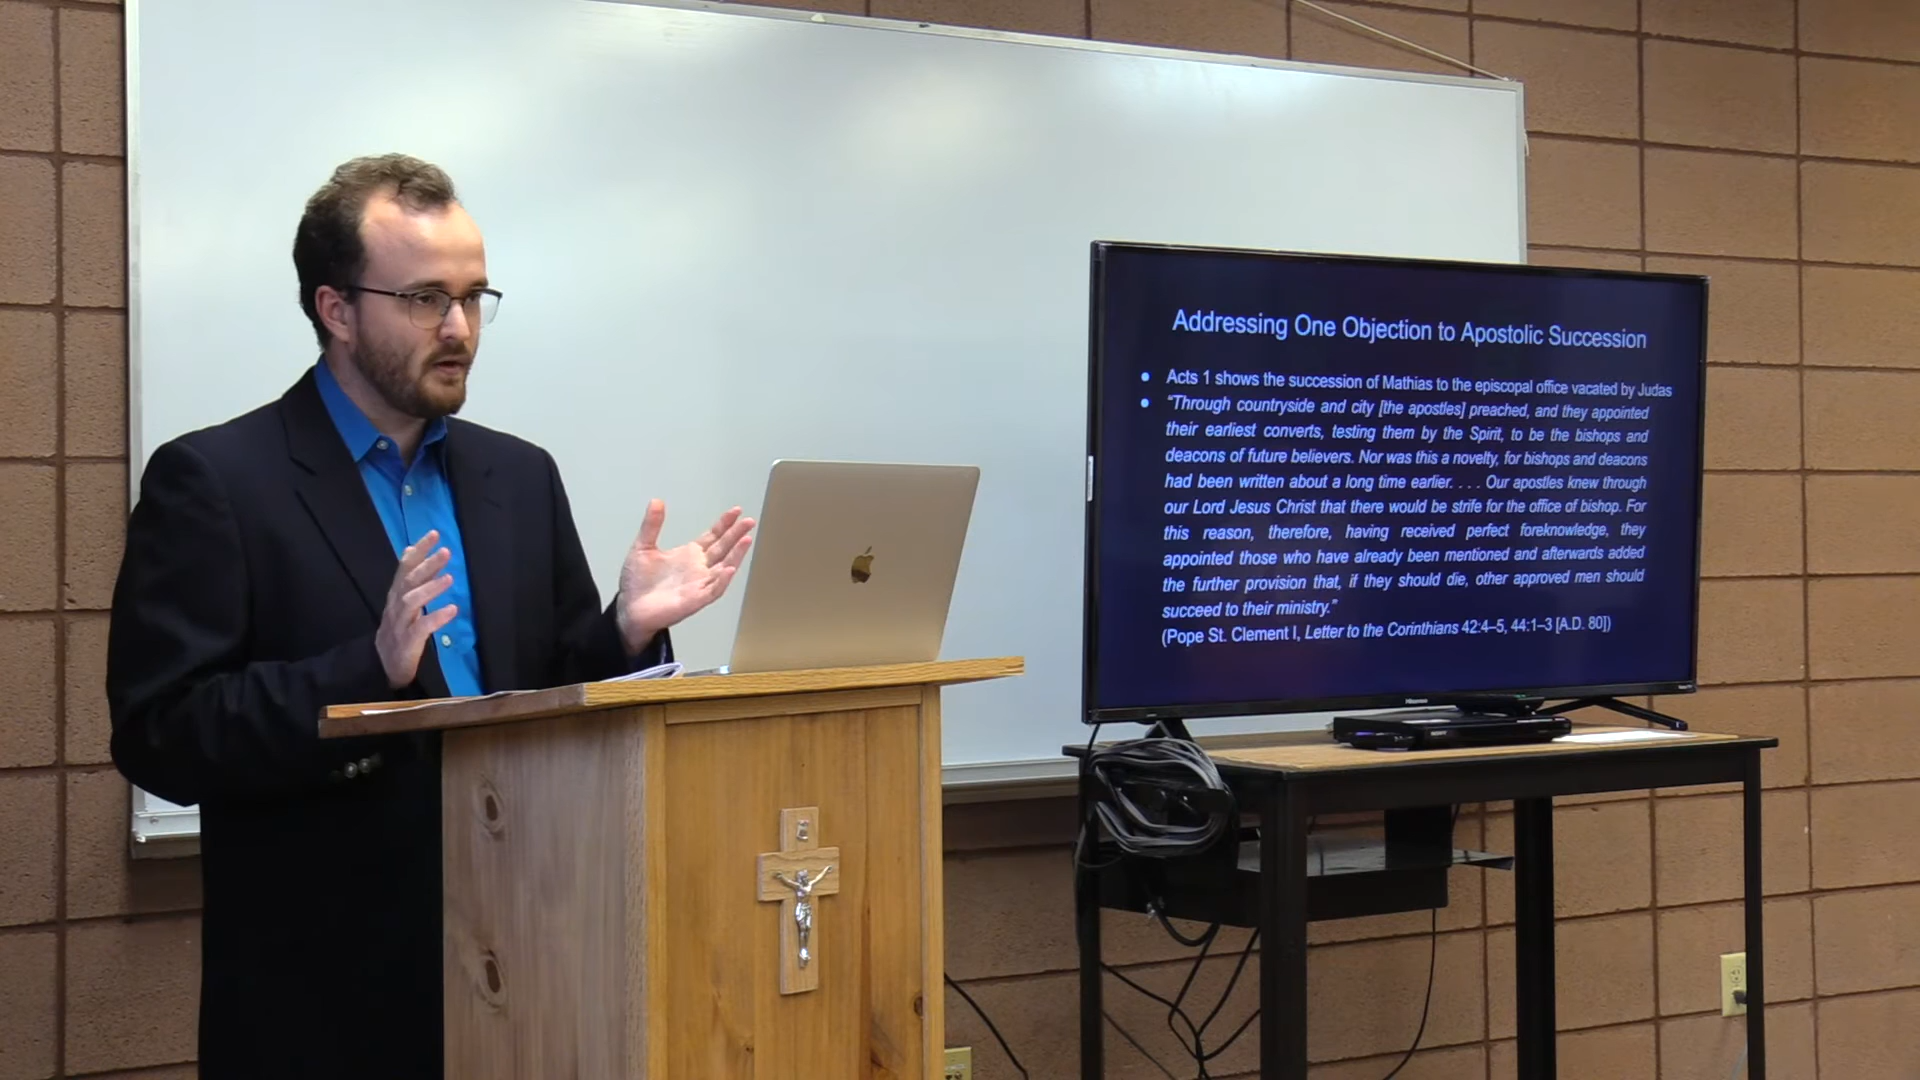 Addressing One Objection to Apostolic Succession
Acts 1 shows the succession of Mathias to the episcopal office vacated by Judas
“Through countryside and city [the apostles] preached, and they appointed
their earliest converts, testing them by the Spirit, to be the bishops and
deacons of future believers. Nor was this a novelty, for bishops and deacons
had been written about a long time earlier. . . . Our apostles knew through
our Lord Jesus Christ that there would be strife for the office of bishop. For
this reason, therefore, having received perfect foreknowledge, they
appointed those who have already been mentioned and afterwards added
the further provision that, if they should die, other approved men should
succeed to their ministry.”
(Pope St. Clement I, Letter to the Corinthians 42:4–5, 44:1–3 [A.D. 80])
Hisense
SONY